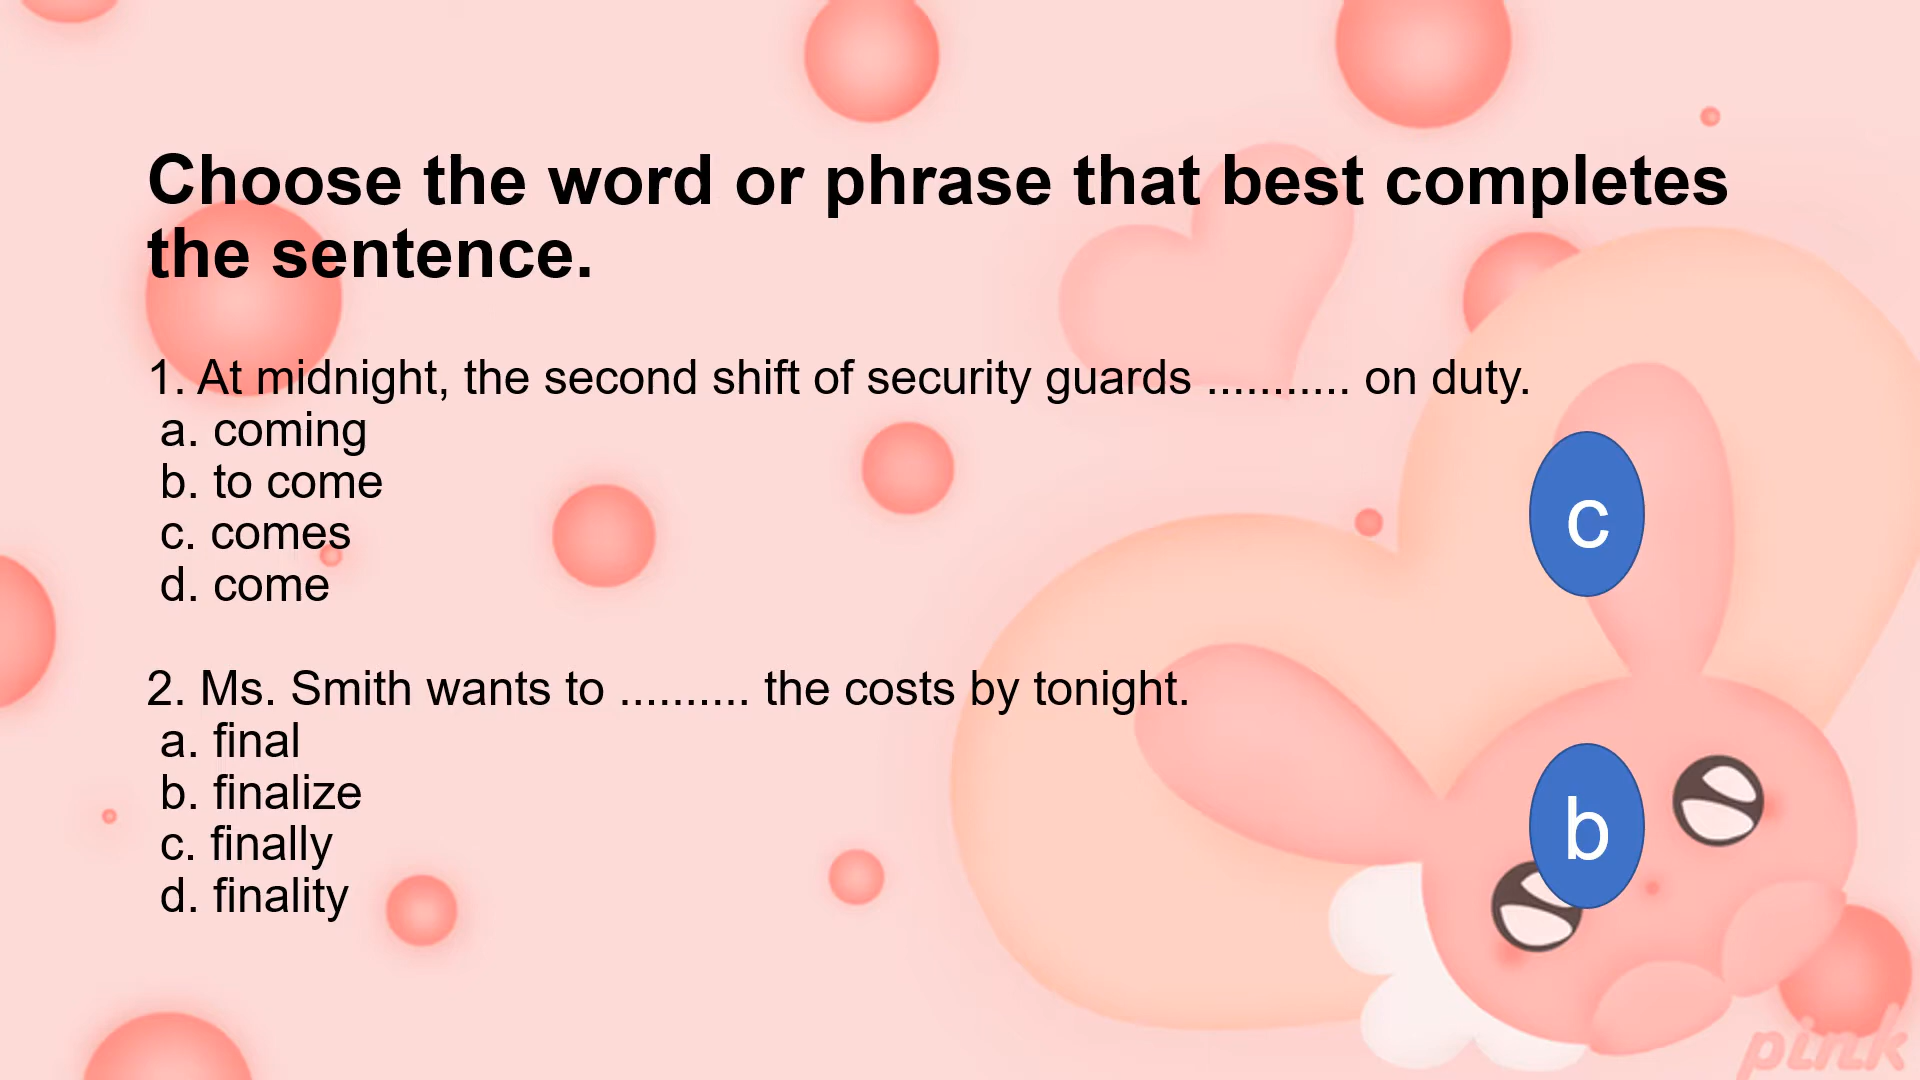 Choose the word or phrase that best completes
the sentence.
1. At midnight, the second shift of security guards ........... on duty.
a. coming
b. to come
c. comes
d. come
c
2. Ms. Smith wants to .......... the costs by tonight.
a. final
b. finalize
c. finally
d. finality
b
pink